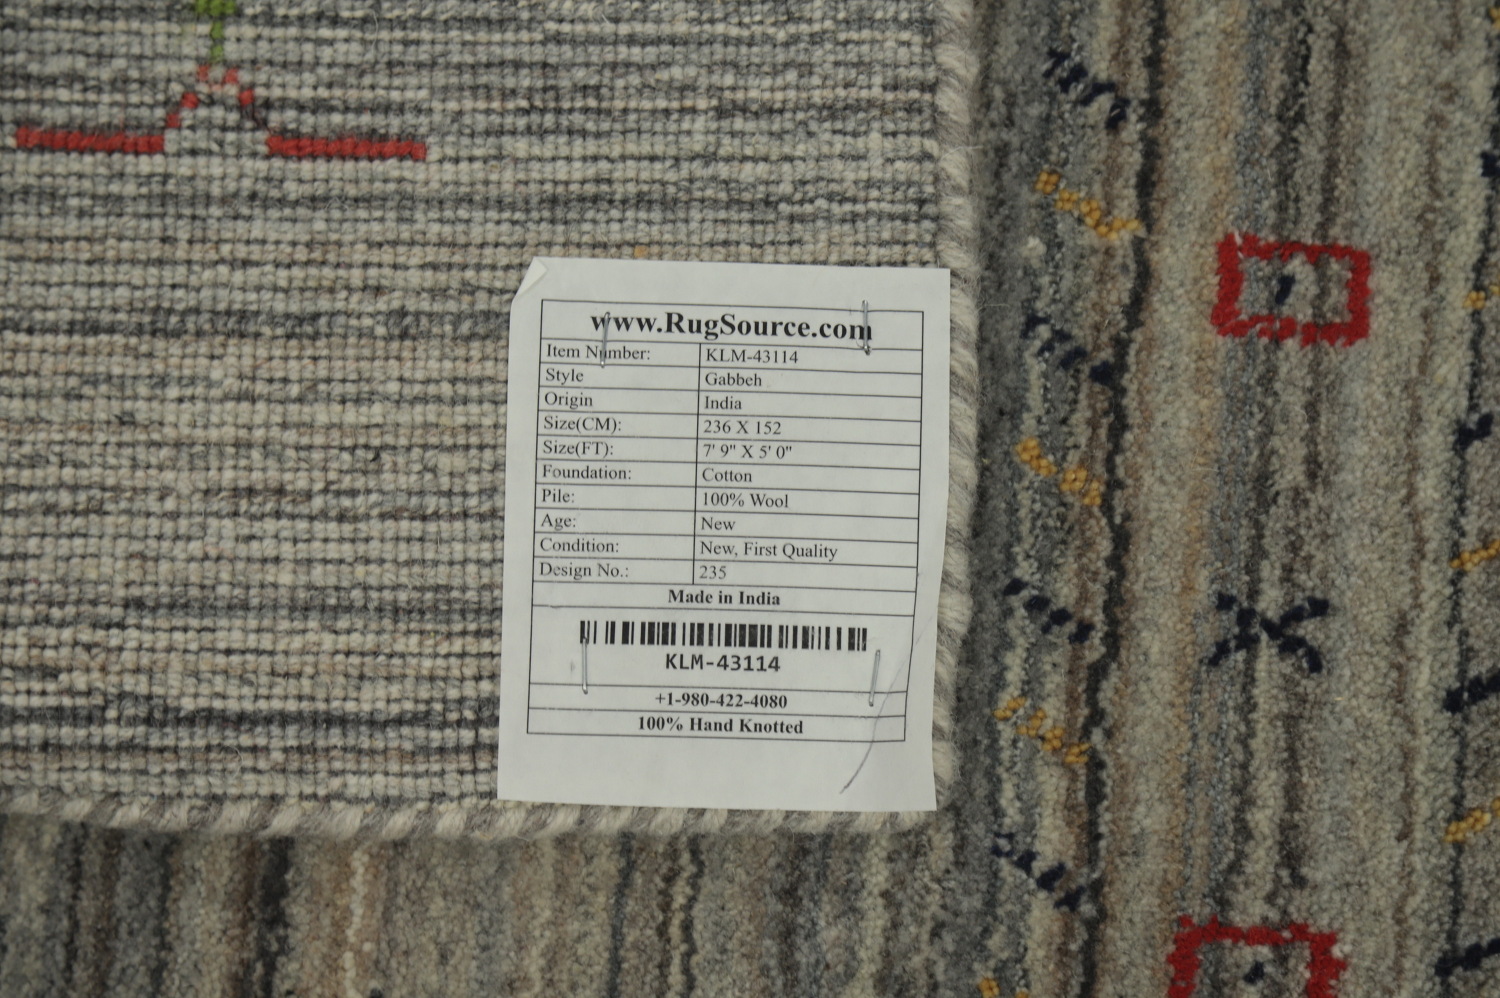 www.RugSource.com
Item Number: KLM-43114
Style Gabbeh
Origin India
Size(CM): 236 X 152
Size(FT): 7' 9" X 5' 0"
Foundation: Cotton
Pile: 100% Wool
Age: New
Condition: New, First Quality
Design No.: 235
Made in India
KLM-43114
+1-980-422-4080
100% Hand Knotted